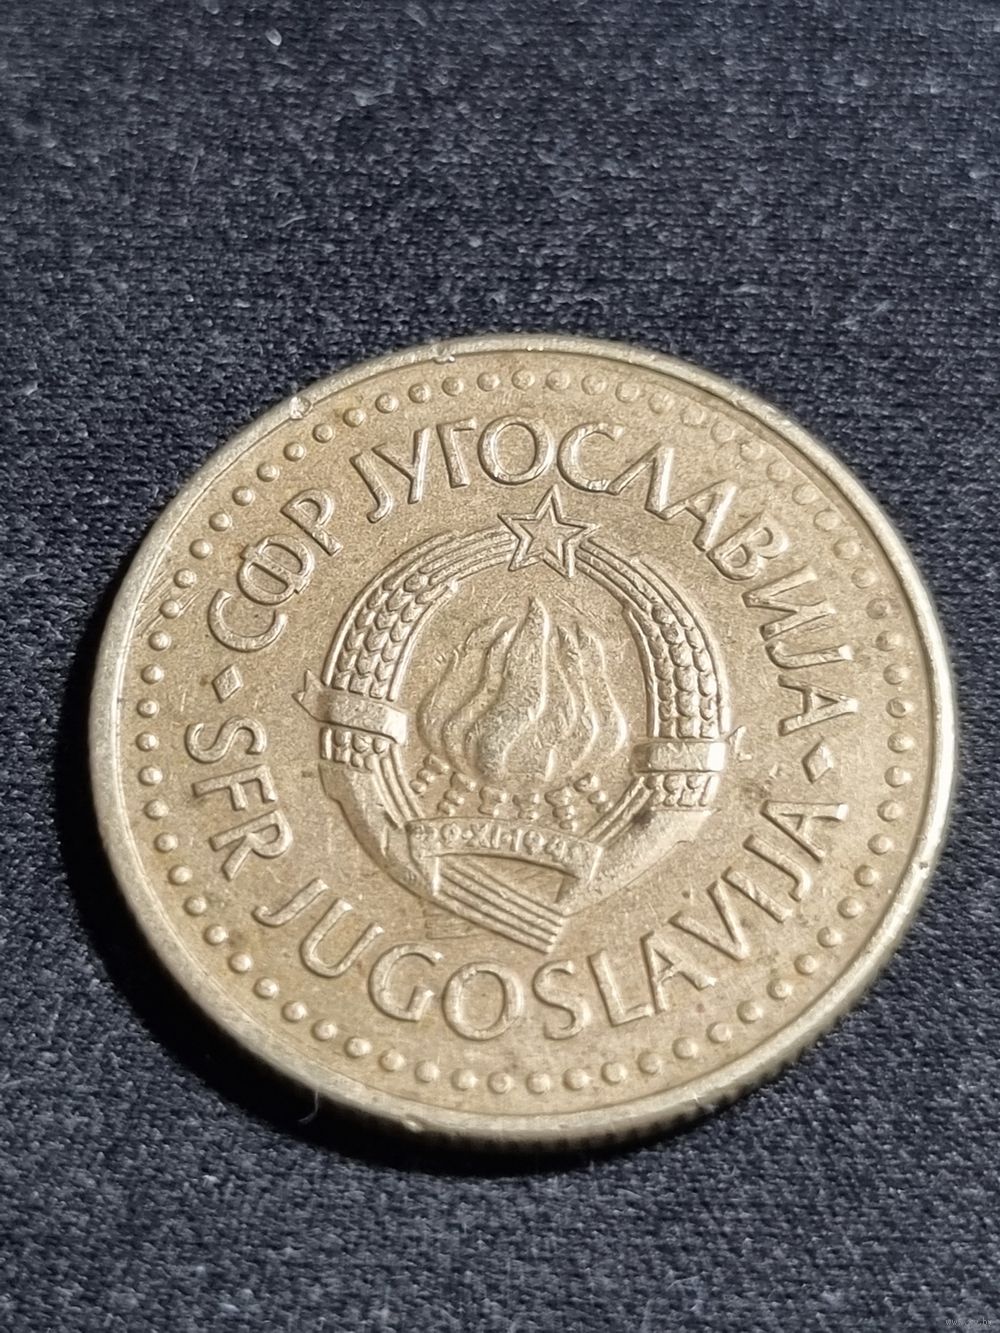 СФР ЈУГОСЛАВИЈА
SFR JUGOSLAVIJA
29·XI·1943